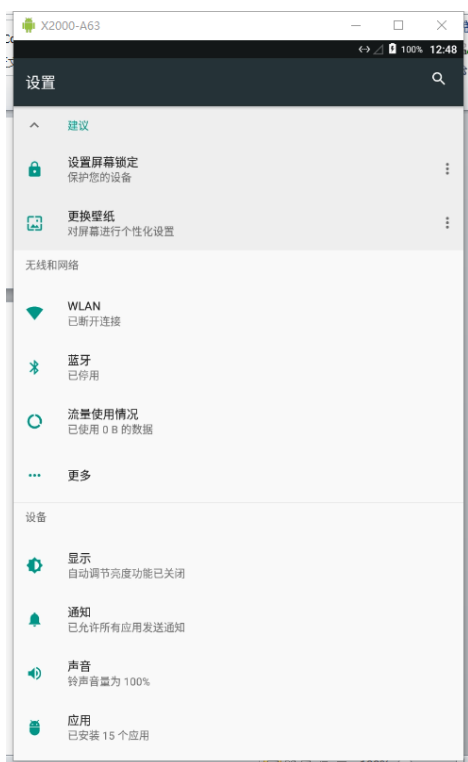 X2000-A63
100% 12:48
设置
建议
设置屏幕锁定
保护您的设备
更换壁纸
对屏幕进行个性化设置
无线和网络
WLAN
已断开连接
蓝牙
已停用
流量使用情况
已使用 0 B 的数据
更多
设备
显示
自动调节亮度功能已关闭
通知
已允许所有应用发送通知
声音
铃声音量为 100%
应用
已安装 15 个应用